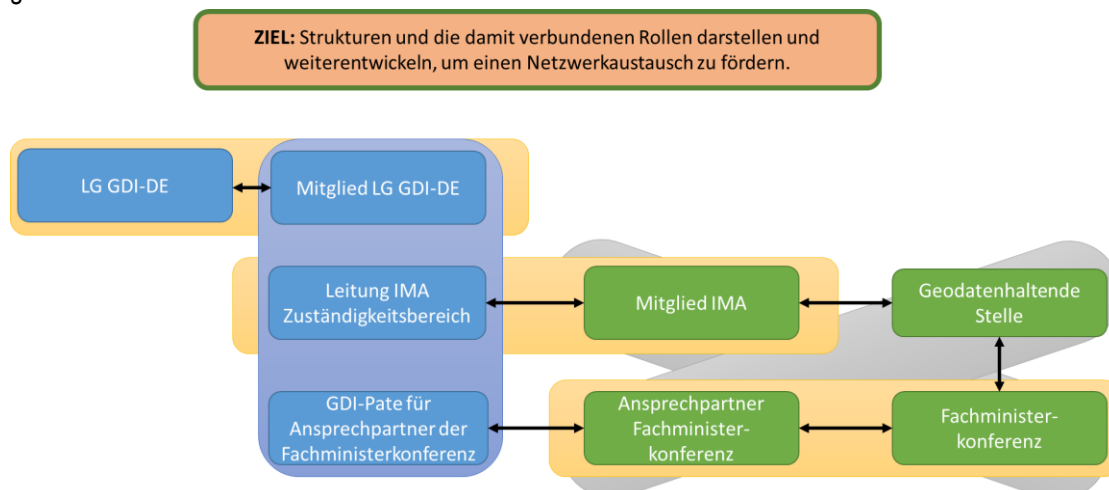 ZIEL: Strukturen und die damit verbundenen Rollen darstellen und
weiterentwickeln, um einen Netzwerkaustausch zu fördern.
LG GDI-DE
Mitglied LG GDI-DE
Leitung IMA
Zuständigkeitsbereich
Mitglied IMA
Geodatenhaltende
Stelle
GDI-Pate für
Ansprechpartner der
Fachministerkonferenz
Ansprechpartner
Fachminister-
konferenz
Fachminister-
konferenz